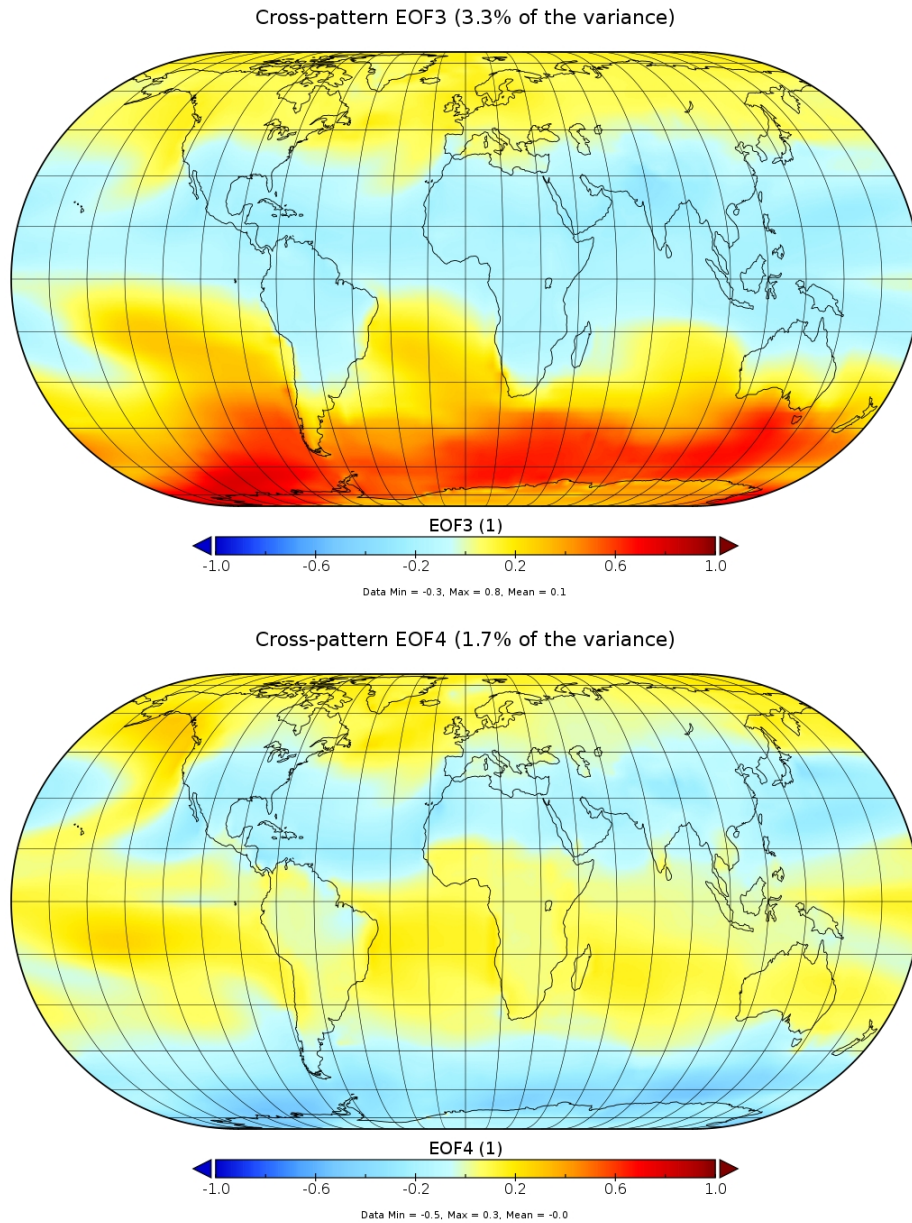 Cross-pattern EOF3 (3.3% of the variance)
EOF3 (1)
-1.0 -0.6 -0.2 0.2 0.6 1.0
Data Min = -0.3, Max = 0.8, Mean = 0.1
Cross-pattern EOF4 (1.7% of the variance)
EOF4 (1)
-1.0 -0.6 -0.2 0.2 0.6 1.0
Data Min = -0.5, Max = 0.3, Mean = -0.0